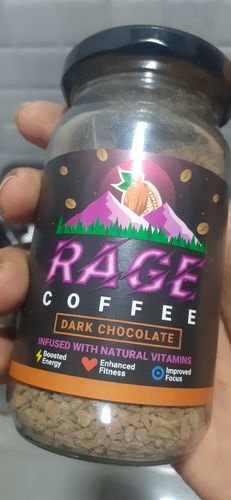 RAGE
COFFEE
DARK CHOCOLATE
INFUSED WITH NATURAL VITAMINS
Boosted Energy
Enhanced Fitness
Improved Focus